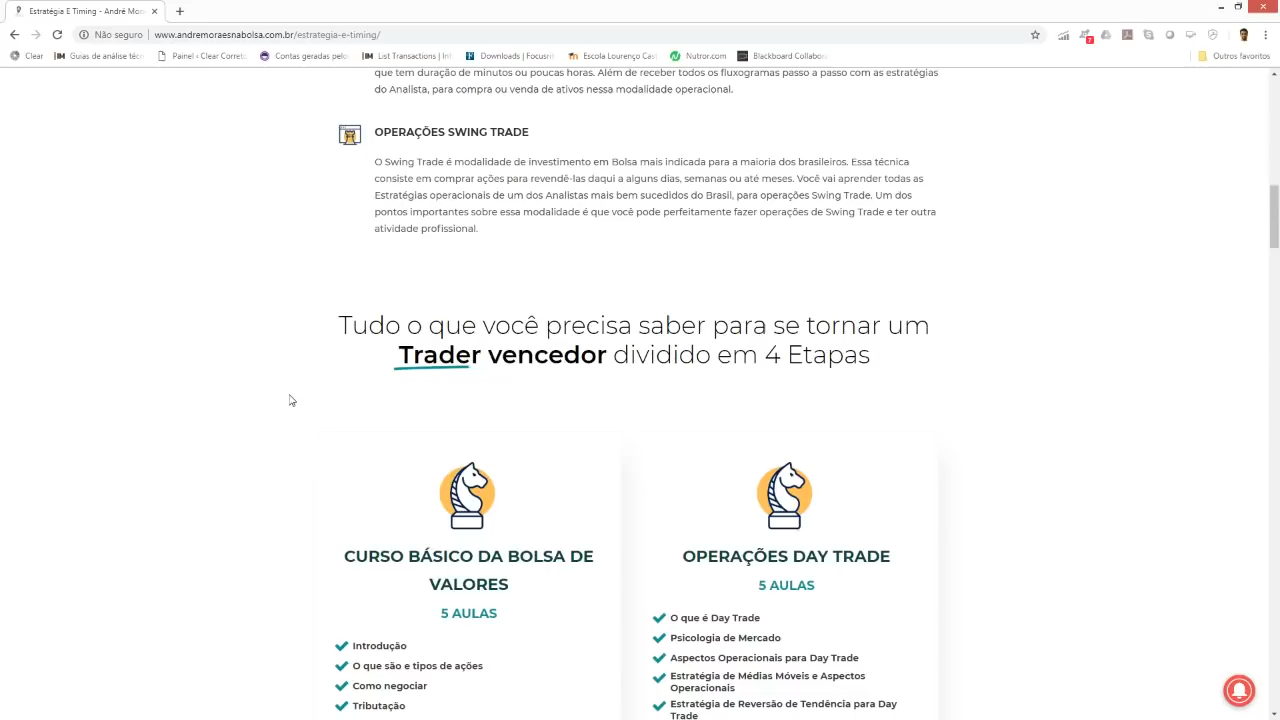 Estratégia E Timing - André Mor
Não seguro
www.andremoraesnabolsa.com.br/estrategia-e-timing/
7
Clear
Guias de análise técn
Painel ‹ Clear Corret
Contas geradas pelo
List Transactions | In
Downloads | Focusrit
Escola Lourenço Cast
Nutror.com
Blackboard Collabor
Outros favoritos
que tem duração de minutos ou poucas horas. Além de receber todos os fluxogramas passo a passo com as estratégias
do Analista, para compra ou venda de ativos nessa modalidade operacional.
OPERAÇÕES SWING TRADE
O Swing Trade é modalidade de investimento em Bolsa mais indicada para a maioria dos brasileiros. Essa técnica
consiste em comprar ações para revendê-las daqui a alguns dias, semanas ou até meses. Você vai aprender todas as
Estratégias operacionais de um dos Analistas mais bem sucedidos do Brasil, para operações Swing Trade. Um dos
pontos importantes sobre essa modalidade é que você pode perfeitamente fazer operações de Swing Trade e ter outra
atividade profissional.
Tudo o que você precisa saber para se tornar um
Trader vencedor dividido em 4 Etapas
CURSO BÁSICO DA BOLSA DE
VALORES
5 AULAS
Introdução
O que são e tipos de ações
Como negociar
Tributação
OPERAÇÕES DAY TRADE
5 AULAS
O que é Day Trade
Psicologia de Mercado
Aspectos Operacionais para Day Trade
Estratégia de Médias Móveis e Aspectos
Operacionais
Estratégia de Reversão de Tendência para Day
Trade